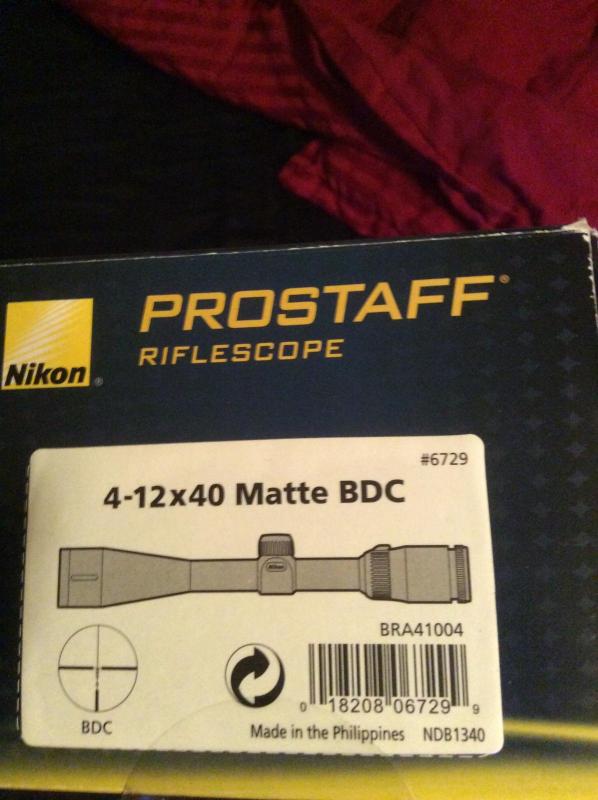 PROSTAFF®
RIFLESCOPE
Nikon®
#6729
4-12x40 Matte BDC
Nikon
BRA41004
BDC
0 18208 06729 9
Made in the Philippines NDB1340